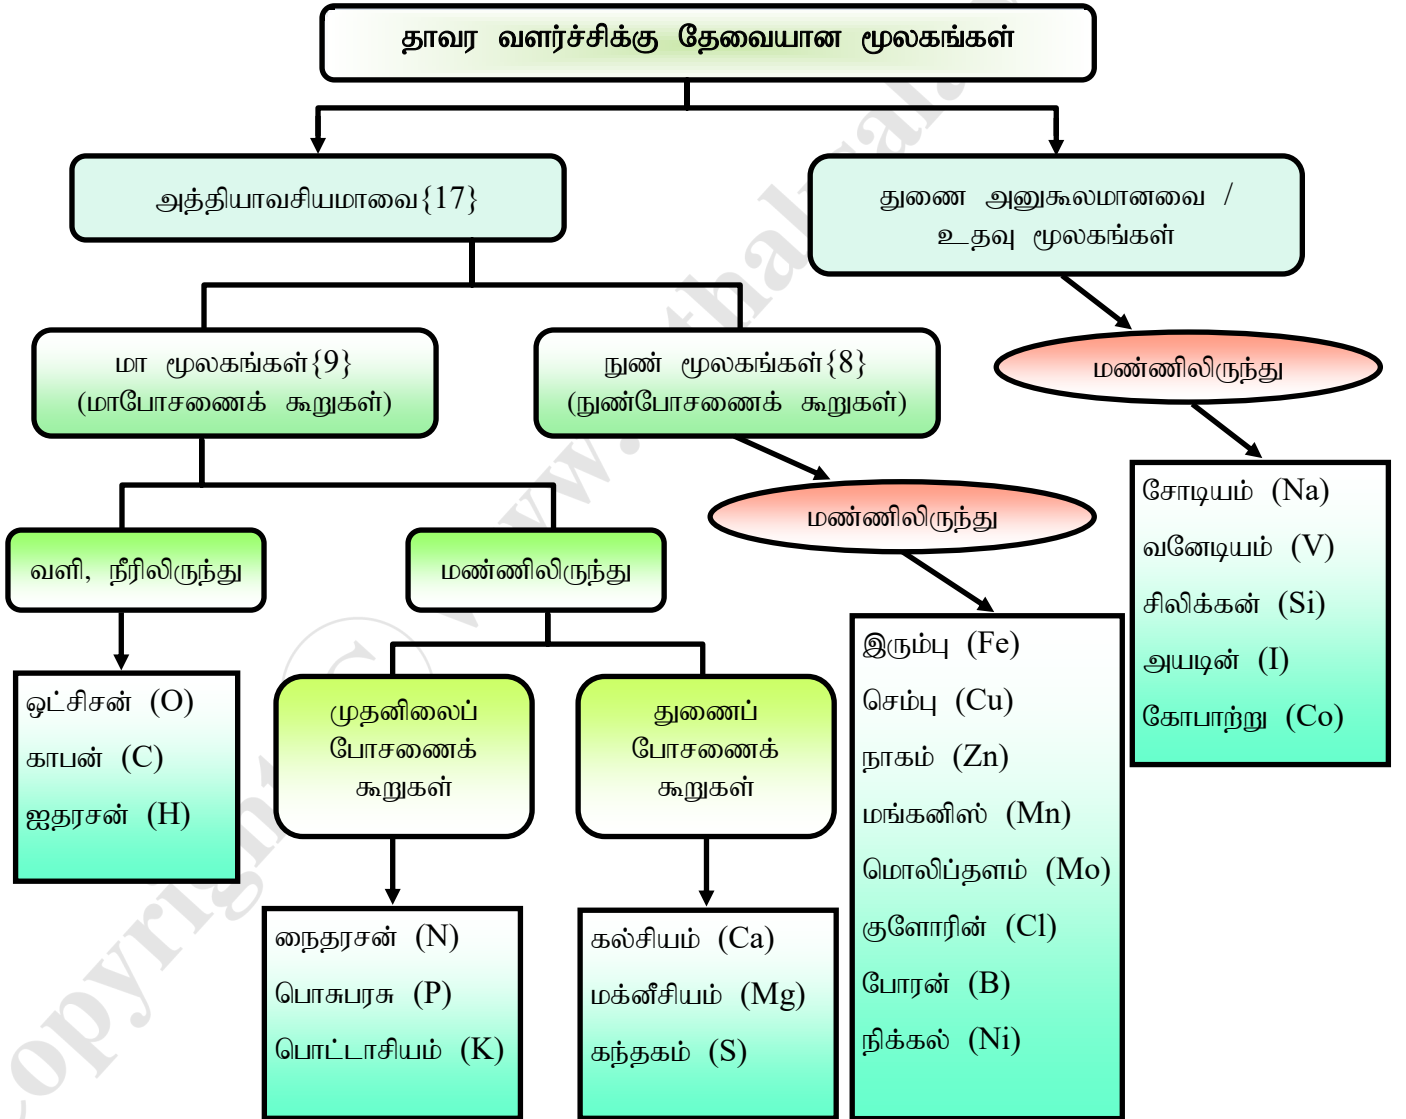 தாவர வளர்ச்சிக்கு தேவையான மூலகங்கள்
அத்தியாவசியமாவை{17}
துணை அனுகூலமானவை /
உதவு மூலகங்கள்
மா மூலகங்கள்{9}
(மாபோசணைக் கூறுகள்)
நுண் மூலகங்கள்{8}
(நுண்போசணைக் கூறுகள்)
மண்ணிலிருந்து
மண்ணிலிருந்து
வளி, நீரிலிருந்து
மண்ணிலிருந்து
சோடியம் (Na)
வனேடியம் (V)
சிலிக்கன் (Si)
அயடின் (I)
கோபாற்று (Co)
ஒட்சிசன் (O)
காபன் (C)
ஐதரசன் (H)
முதனிலைப்
போசணைக்
கூறுகள்
துணைப்
போசணைக்
கூறுகள்
இரும்பு (Fe)
செம்பு (Cu)
நாகம் (Zn)
மங்கனிஸ் (Mn)
மொலிப்தளம் (Mo)
குளோரின் (Cl)
போரன் (B)
நிக்கல் (Ni)
நைதரசன் (N)
பொசுபரசு (P)
பொட்டாசியம் (K)
கல்சியம் (Ca)
மக்னீசியம் (Mg)
கந்தகம் (S)